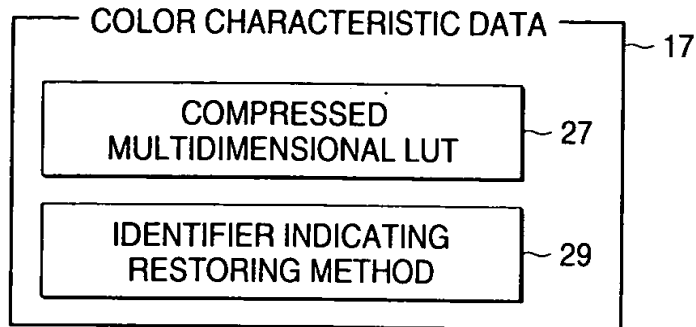 COLOR CHARACTERISTIC DATA
17
COMPRESSED
MULTIDIMENSIONAL LUT
27
IDENTIFIER INDICATING
RESTORING METHOD
29